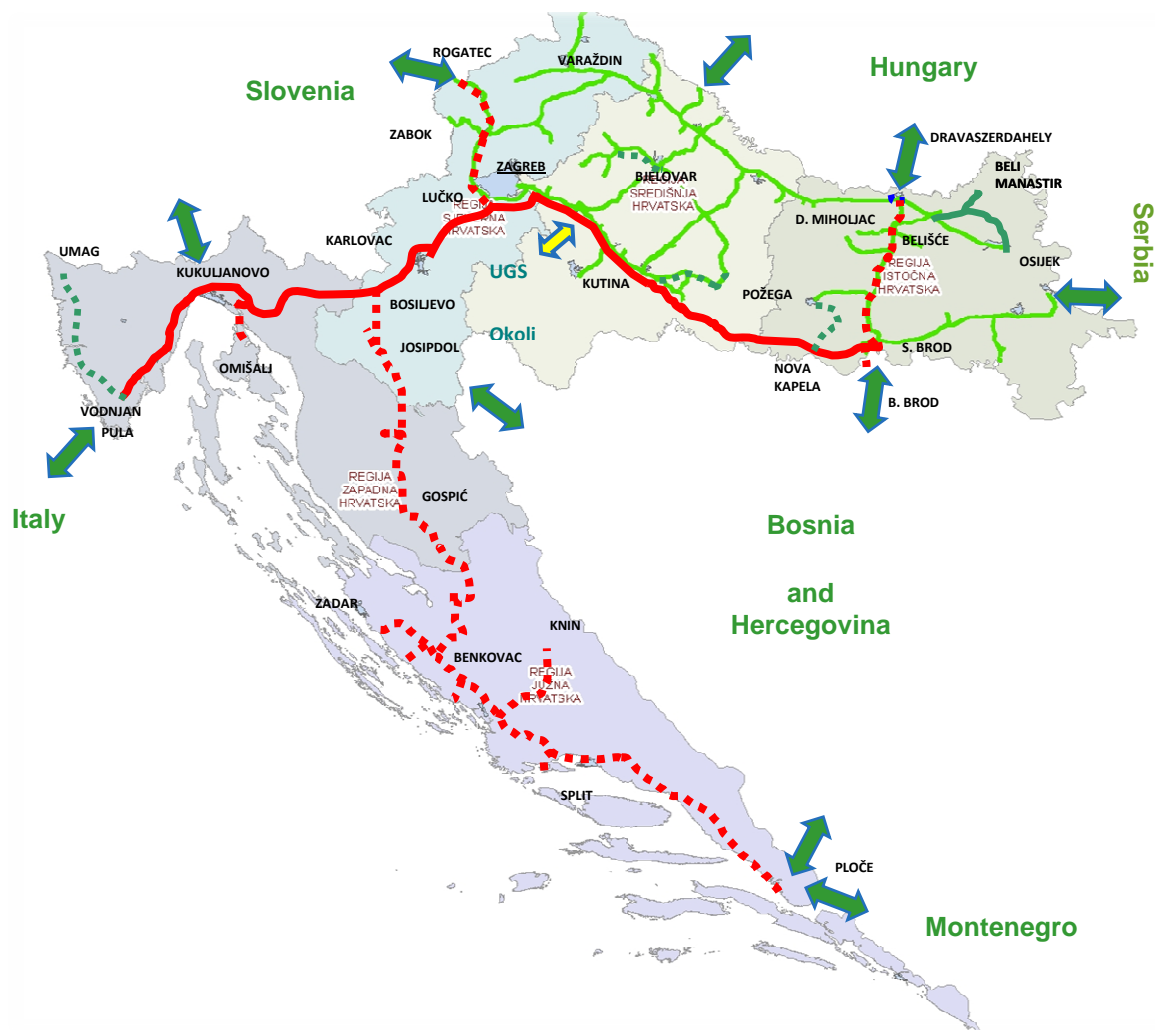 ROGATEC
VARAŽDIN
Hungary
Slovenia
ZABOK
DRAVASZERDAHELY
ZAGREB
BELI
MANASTIR
BJELOVAR
REGIJA
SREDIŠNJA
HRVATSKA
LUČKO
REGIJA
SJEVERNA
HRVATSKA
D. MIHOLJAC
Serbia
KARLOVAC
BELIŠĆE
UMAG
OSIJEK
REGIJA
ISTOČNA
HRVATSKA
KUKULJANOVO
UGS
KUTINA
POŽEGA
BOSILJEVO
Okoli
JOSIPDOL
S. BROD
OMIŠALJ
NOVA
KAPELA
B. BROD
VODNJAN
PULA
REGIJA
ZAPADNA
HRVATSKA
GOSPIĆ
Italy
Bosnia
and
Hercegovina
ZADAR
KNIN
BENKOVAC
REGIJA
JUŽNA
HRVATSKA
SPLIT
PLOČE
Montenegro